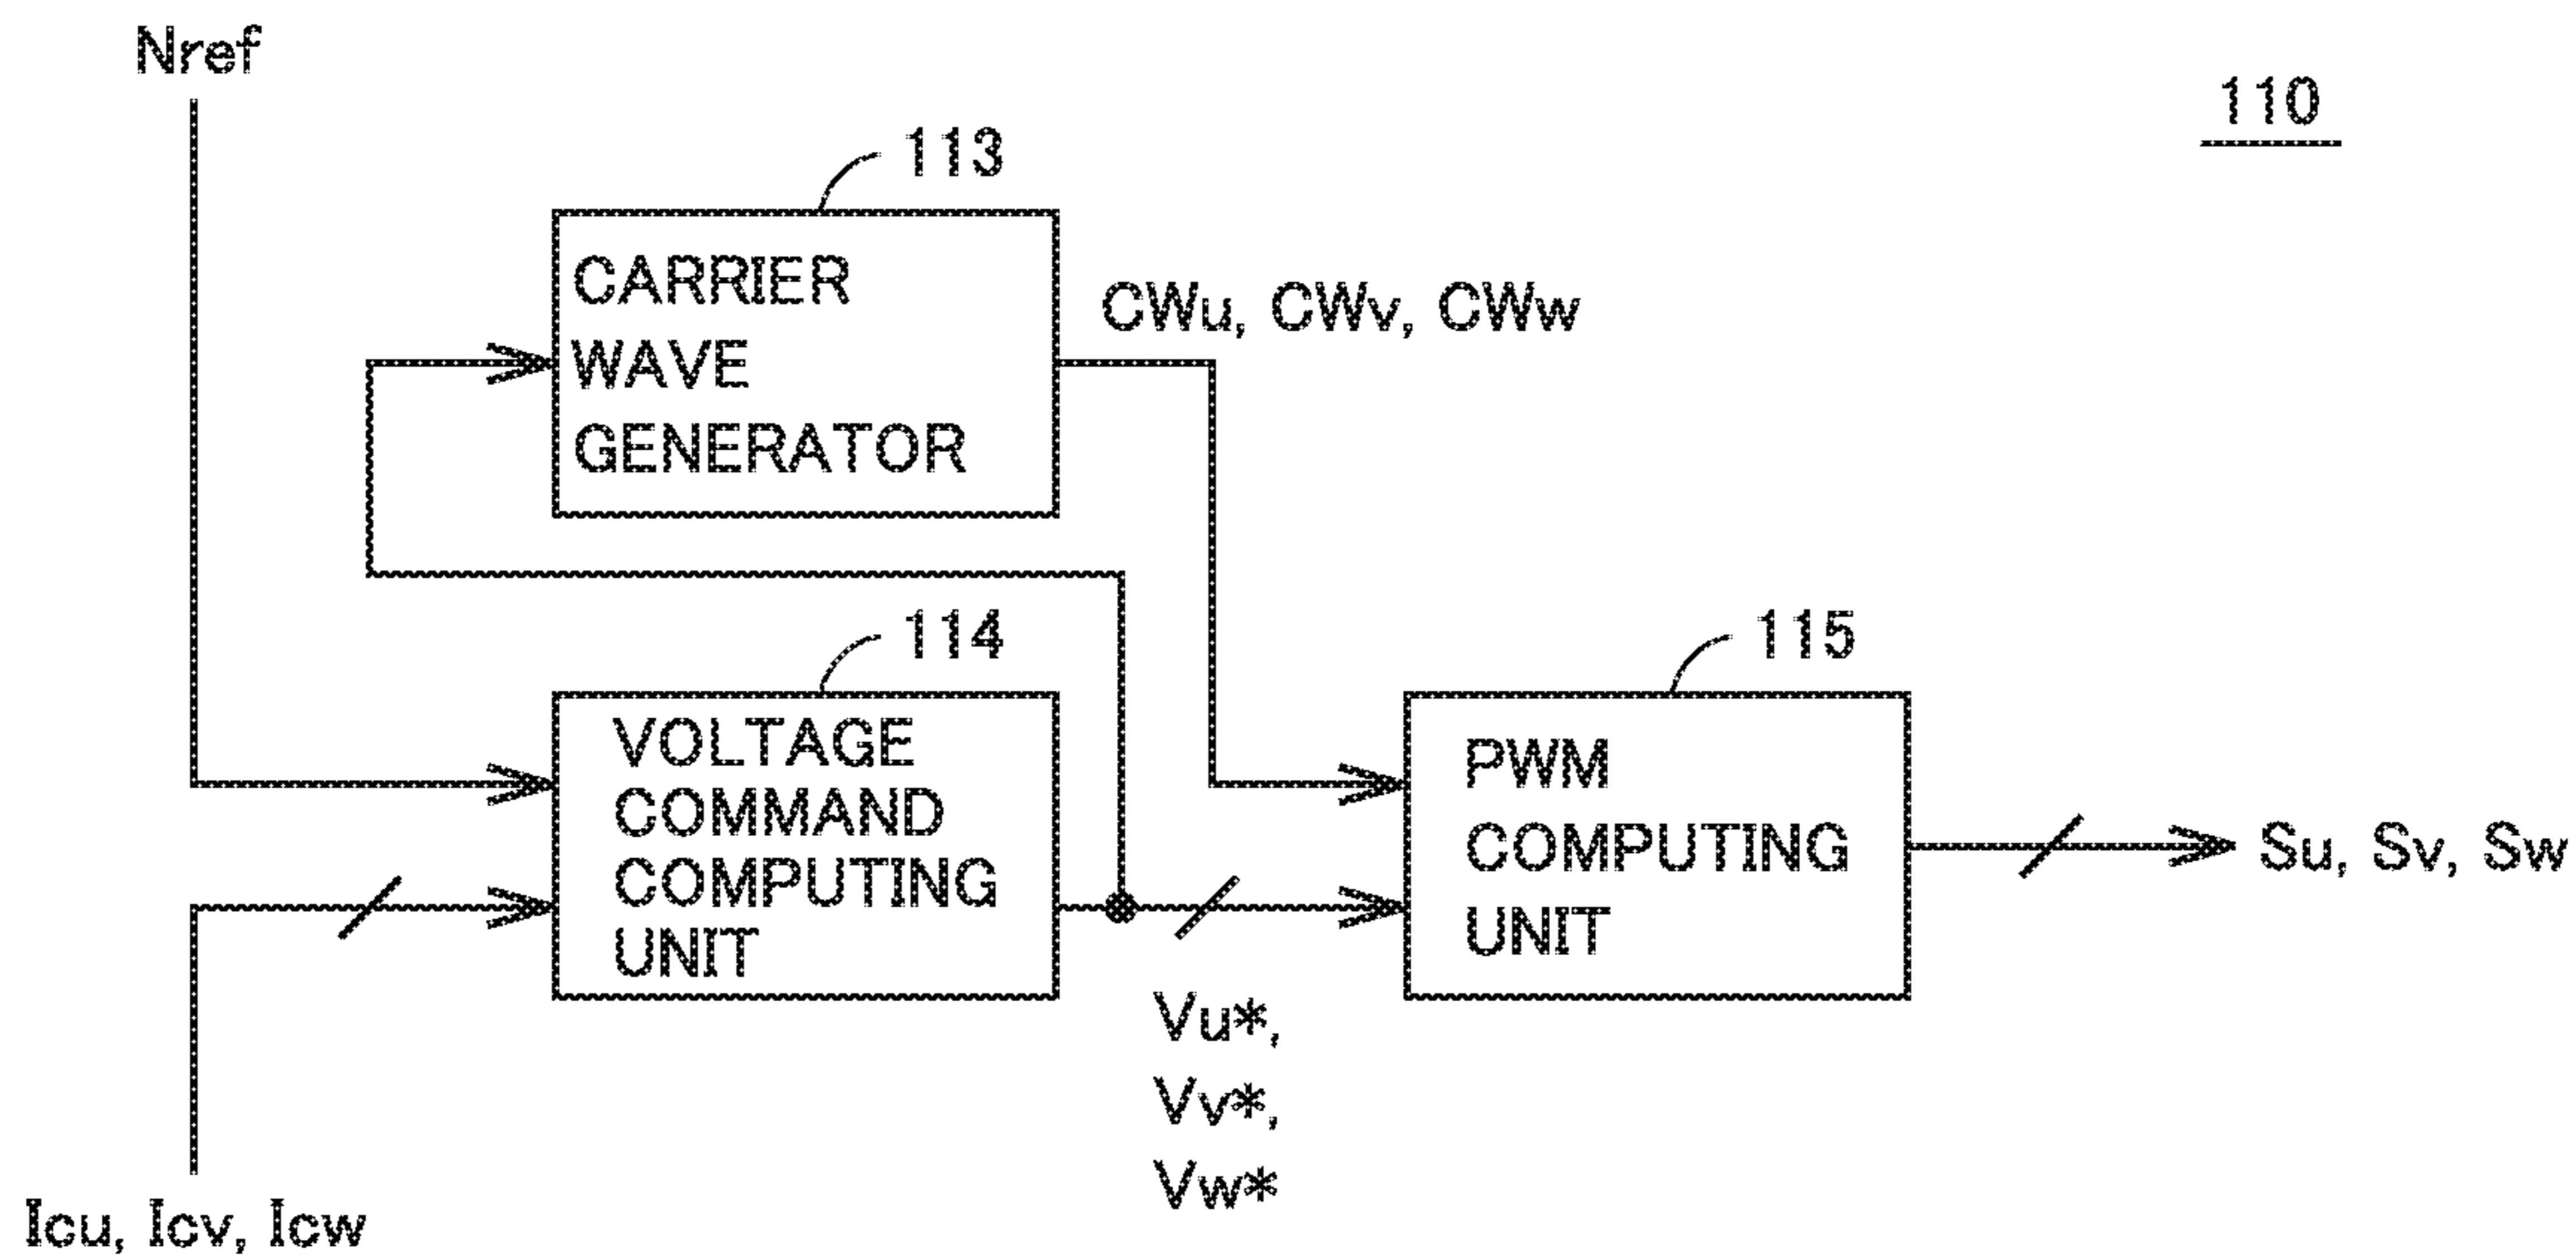 Nref
110
113
CARRIER
WAVE
GENERATOR
CWu, CWv, CWw
114
VOLTAGE
COMMAND
COMPUTING
UNIT
115
PWM
COMPUTING
UNIT
Su, Sv, Sw
Vu*,
Vv*,
Vw*
Icu, Icv, Icw